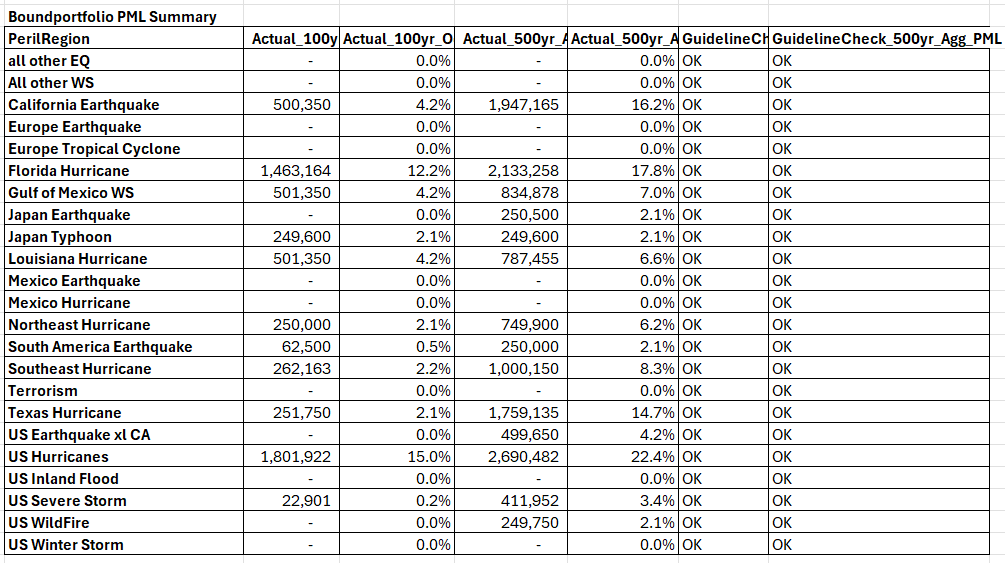 Boundportfolio PML Summary
PerilRegion Actual_100y Actual_100yr_O Actual_500yr_A Actual_500yr_A GuidelineCh GuidelineCheck_500yr_Agg_PML
all other EQ - 0.0% - 0.0% OK OK
All other WS - 0.0% - 0.0% OK OK
California Earthquake 500,350 4.2% 1,947,165 16.2% OK OK
Europe Earthquake - 0.0% - 0.0% OK OK
Europe Tropical Cyclone - 0.0% - 0.0% OK OK
Florida Hurricane 1,463,164 12.2% 2,133,258 17.8% OK OK
Gulf of Mexico WS 501,350 4.2% 834,878 7.0% OK OK
Japan Earthquake - 0.0% 250,500 2.1% OK OK
Japan Typhoon 249,600 2.1% 249,600 2.1% OK OK
Louisiana Hurricane 501,350 4.2% 787,455 6.6% OK OK
Mexico Earthquake - 0.0% - 0.0% OK OK
Mexico Hurricane - 0.0% - 0.0% OK OK
Northeast Hurricane 250,000 2.1% 749,900 6.2% OK OK
South America Earthquake 62,500 0.5% 250,000 2.1% OK OK
Southeast Hurricane 262,163 2.2% 1,000,150 8.3% OK OK
Terrorism - 0.0% - 0.0% OK OK
Texas Hurricane 251,750 2.1% 1,759,135 14.7% OK OK
US Earthquake xl CA - 0.0% 499,650 4.2% OK OK
US Hurricanes 1,801,922 15.0% 2,690,482 22.4% OK OK
US Inland Flood - 0.0% - 0.0% OK OK
US Severe Storm 22,901 0.2% 411,952 3.4% OK OK
US WildFire - 0.0% 249,750 2.1% OK OK
US Winter Storm - 0.0% - 0.0% OK OK